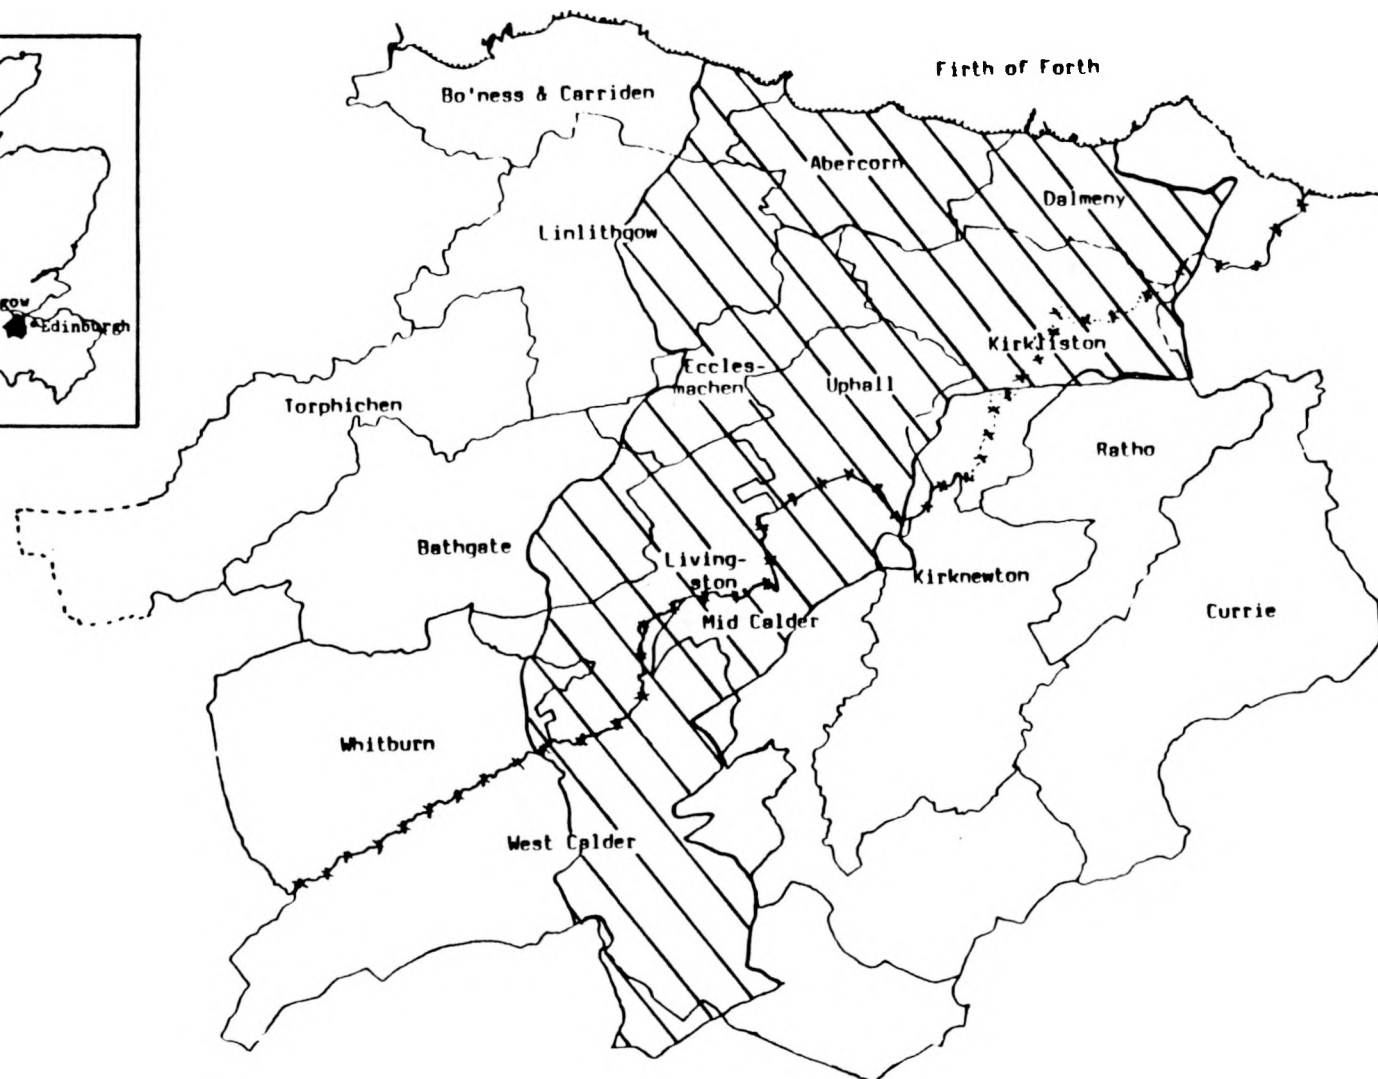 Firth of Forth
Bo'ness & Carriden
Abercorn
Dalmeny
Linlithgow
gow
Edinburgh
Kirkliston
Eccles-
machen
Uphall
Torphichen
Ratho
Bathgate
Living-
ston
Kirknewton
Mid Calder
Currie
Whitburn
West Calder